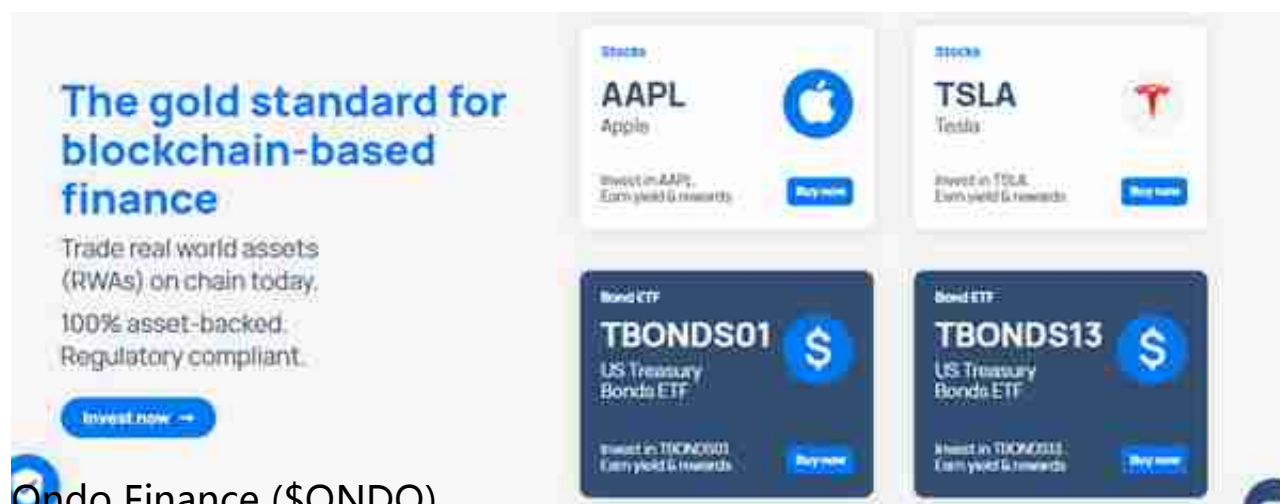 The gold standard for
blockchain-based
finance
Trade real world assets
(RWAs) on chain today.
100% asset-backed.
Regulatory compliant.
Invest now →
Stocks
AAPL
Apple
Invest in AAPL.
Earn yield & rewards
Buy now
Stocks
TSLA
Tesla
Invest in TSLA.
Earn yield & rewards
Buy now
Bond ETF
TBONDS01
US Treasury
Bonds ETF
Invest in TBONDS01
Earn yield & rewards
Buy now
Bond ETF
TBONDS13
US Treasury
Bonds ETF
Invest in TBONDS13
Earn yield & rewards
Buy now
Ondo Finance ($ONDO)